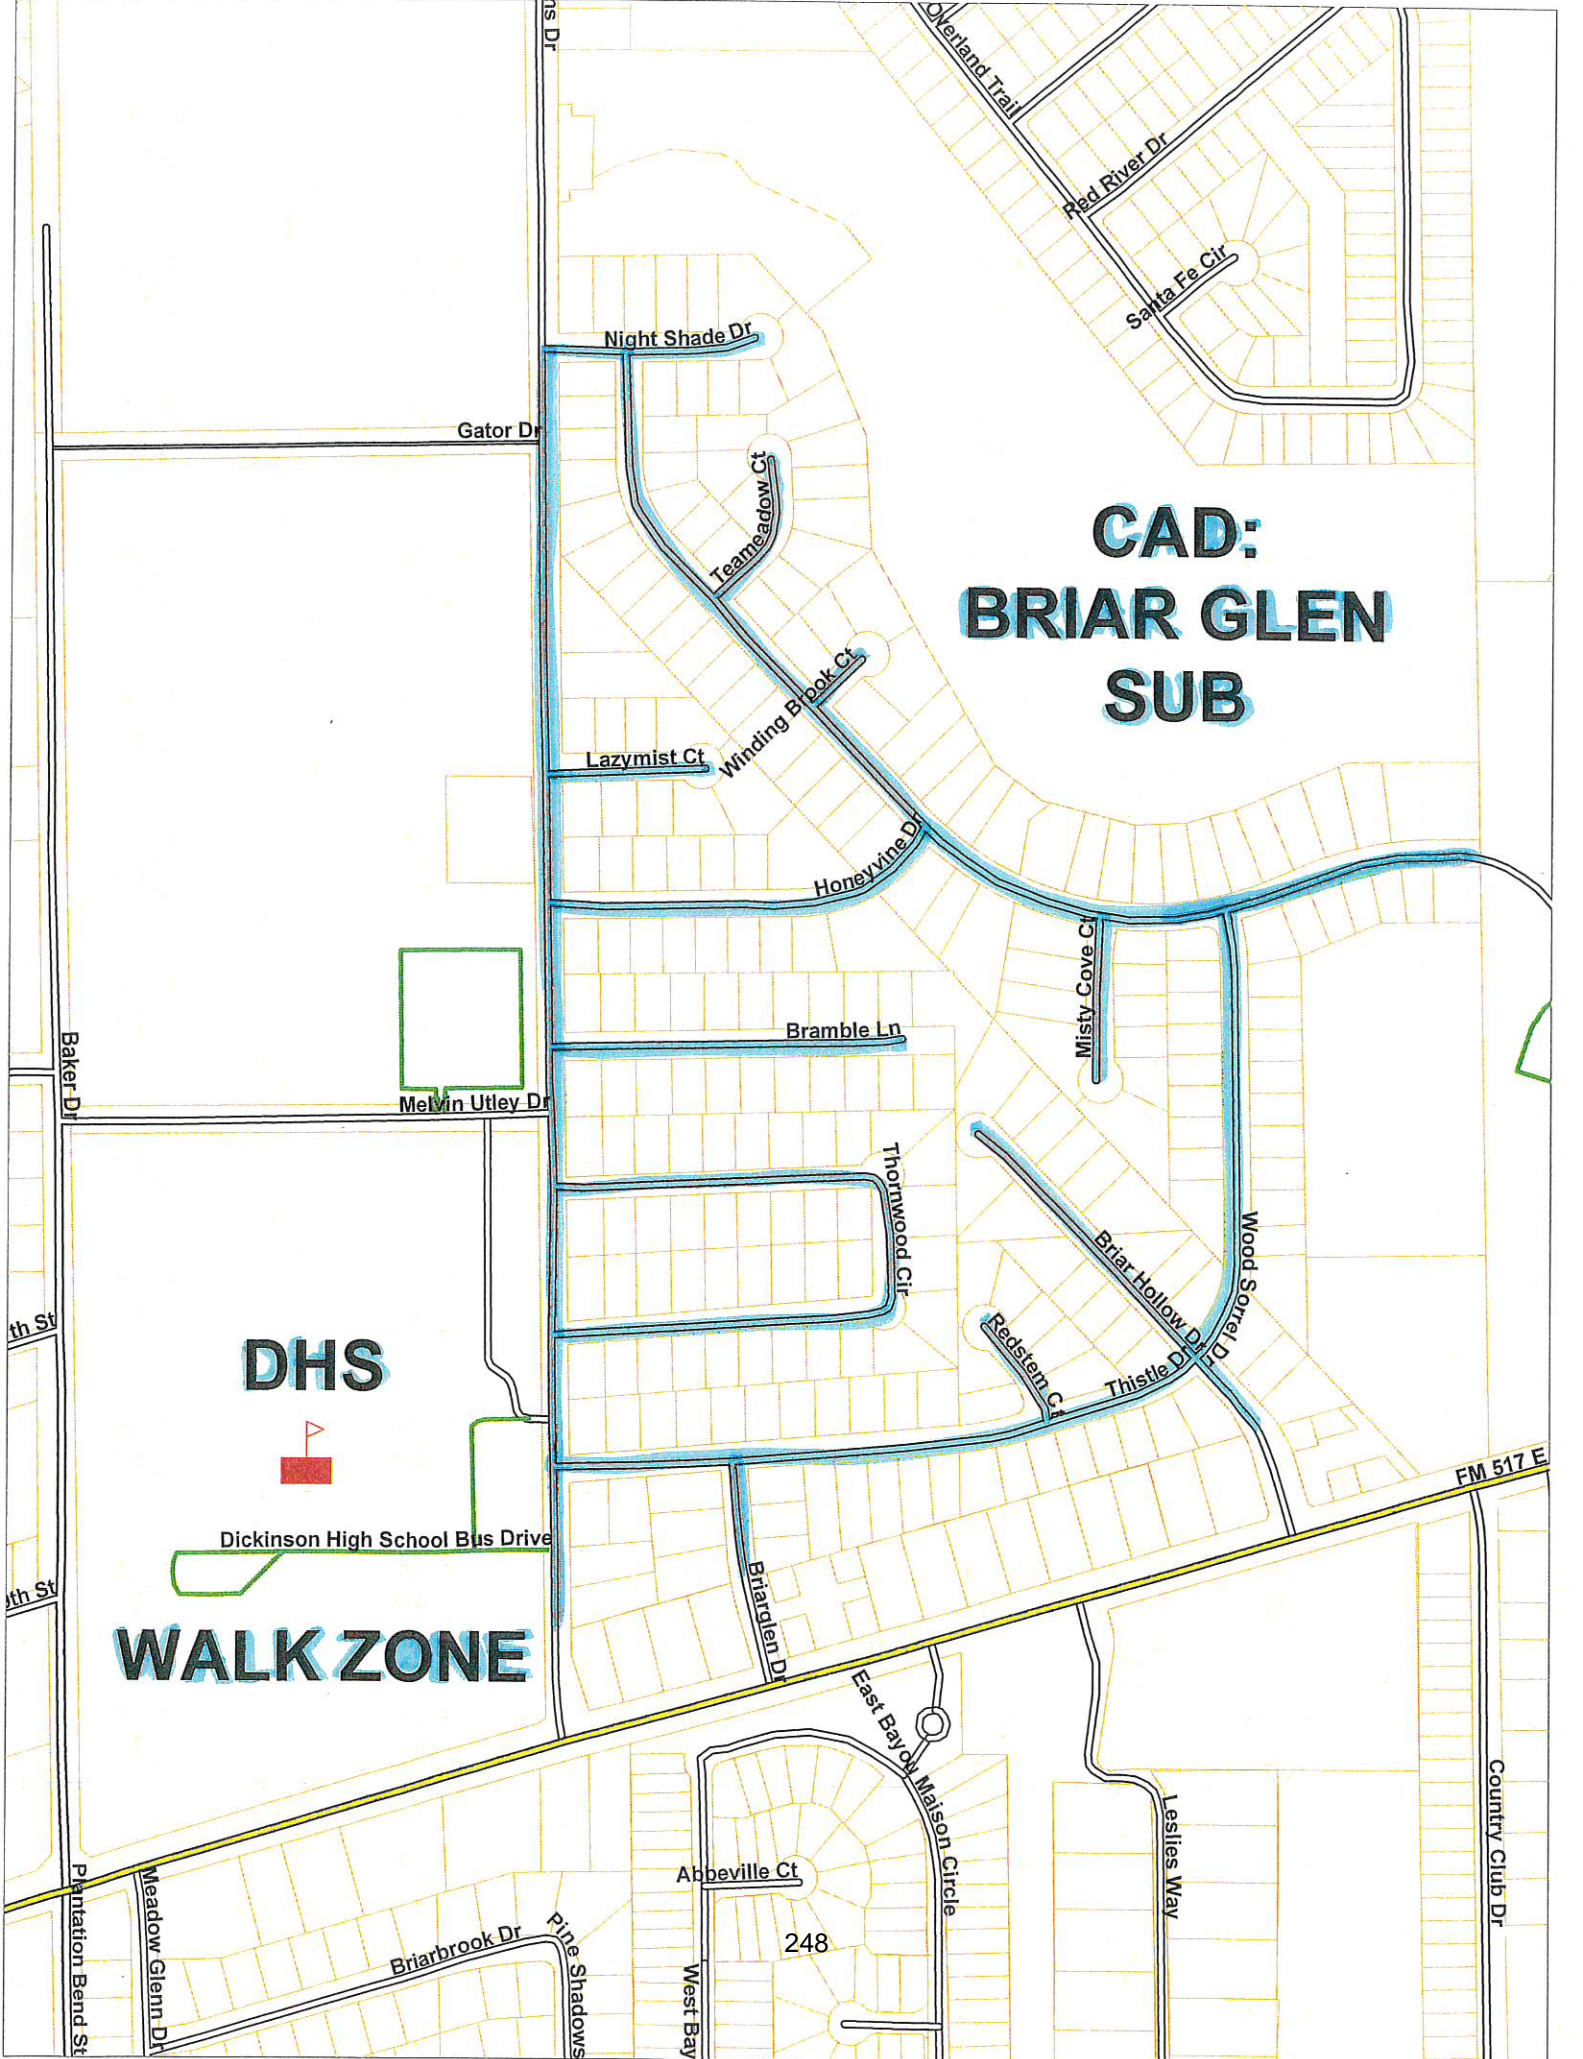 ns Dr
Overland Trail
Red River Dr
Santa Fe Cir
Night Shade Dr
Gator Dr
Teameadow Ct
CAD:
BRIAR GLEN
SUB
Winding Brook Ct
Lazymist Ct
Honeyvine Dr
Misty Cove Ct
Bramble Ln
Baker Dr
Melvin Utley Dr
Thornwood Cir
Wood Sorrel Dr
Briar Hollow Dr
th St
DHS
Redstem Ct
Thistle Dr
FM 517 E
Dickinson High School Bus Drive
th St
Briarglen Dr
WALK ZONE
East Bayou Maison Circle
Leslies Way
Country Club Dr
Plantation Bend St
Meadow Glenn Dr
Abbeville Ct
Briarbrook Dr
Pine Shadows
248
West Bay